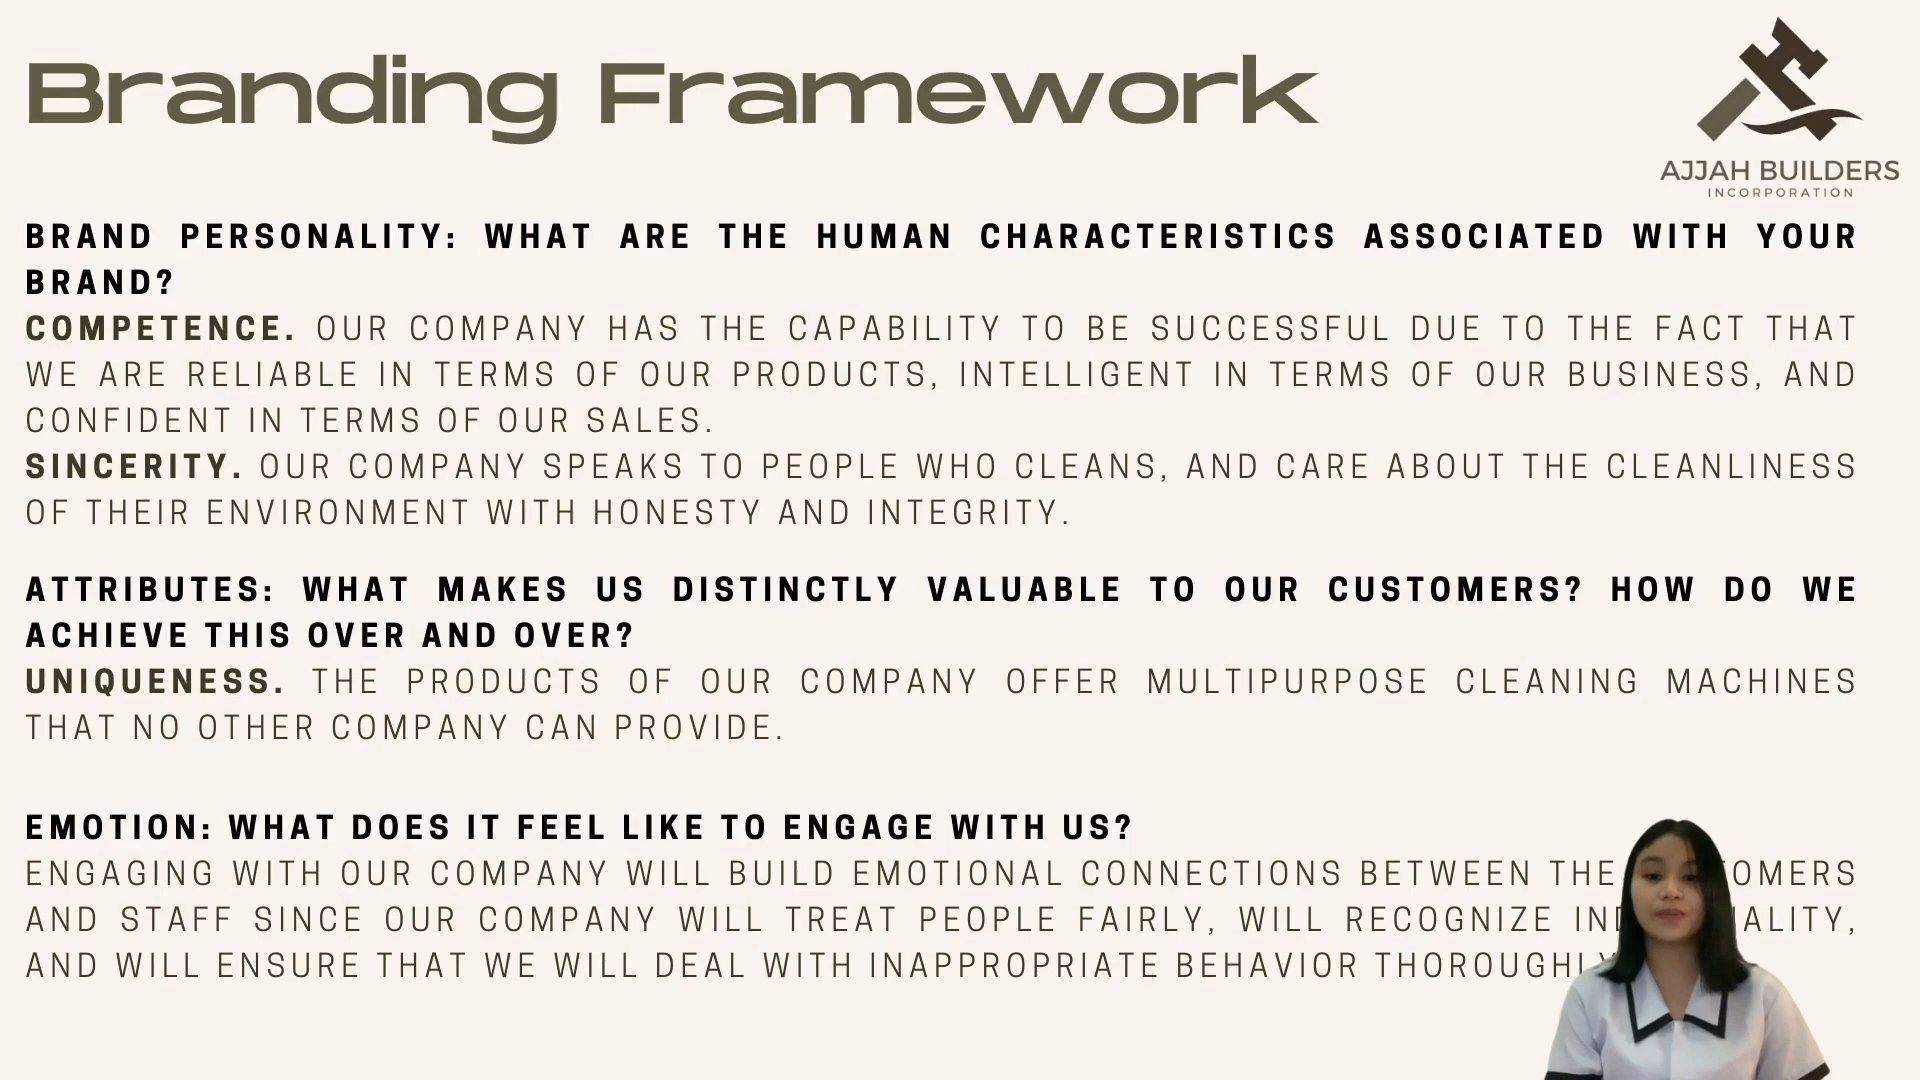 Branding Framework
AJJAH BUILDERS
INCORPORATION
BRAND PERSONALITY: WHAT ARE THE HUMAN CHARACTERISTICS ASSOCIATED WITH YOUR
BRAND?
COMPETENCE. OUR COMPANY HAS THE CAPABILITY TO BE SUCCESSFUL DUE TO THE FACT THAT
WE ARE RELIABLE IN TERMS OF OUR PRODUCTS, INTELLIGENT IN TERMS OF OUR BUSINESS, AND
CONFIDENT IN TERMS OF OUR SALES.
SINCERITY. OUR COMPANY SPEAKS TO PEOPLE WHO CLEANS, AND CARE ABOUT THE CLEANLINESS
OF THEIR ENVIRONMENT WITH HONESTY AND INTEGRITY.
ATTRIBUTES: WHAT MAKES US DISTINCTLY VALUABLE TO OUR CUSTOMERS? HOW DO WE
ACHIEVE THIS OVER AND OVER?
UNIQUENESS. THE PRODUCTS OF OUR COMPANY OFFER MULTIPURPOSE CLEANING MACHINES
THAT NO OTHER COMPANY CAN PROVIDE.
EMOTION: WHAT DOES IT FEEL LIKE TO ENGAGE WITH US?
ENGAGING WITH OUR COMPANY WILL BUILD EMOTIONAL CONNECTIONS BETWEEN THE
AND STAFF SINCE OUR COMPANY WILL TREAT PEOPLE FAIRLY, WILL RECOGNIZE
AND WILL ENSURE THAT WE WILL DEAL WITH INAPPROPRIATE BEHAVIOR THOROUGHLY